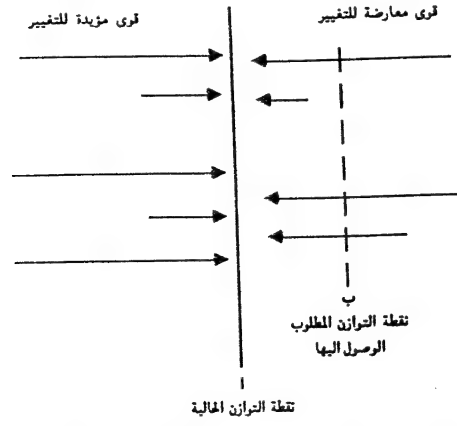 قوى معارضة للتغيير
قوى مؤيدة للتغيير
ب
نقطة التوازن المطلوب
الوصول اليها
أ
نقطة التوازن الحالية